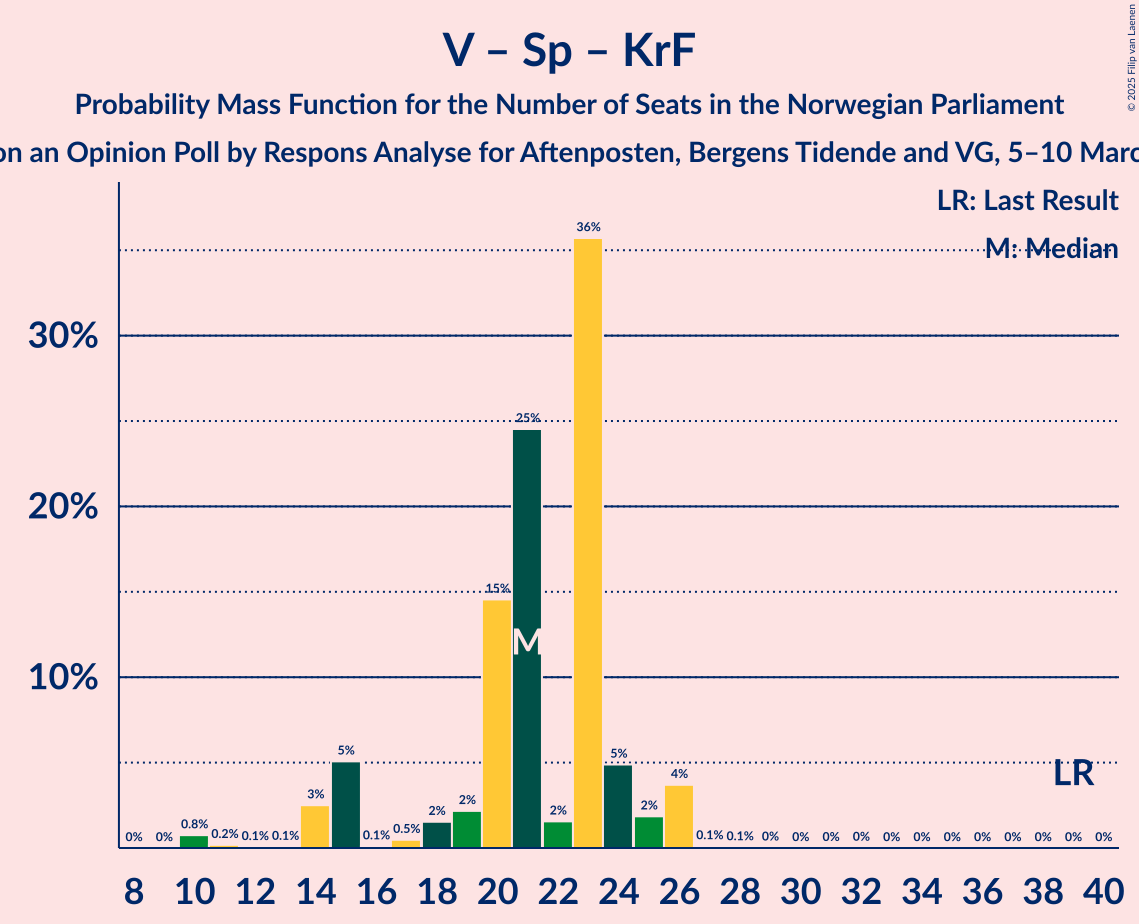 V – Sp – KrF
Probability Mass Function for the Number of Seats in the Norwegian Parliament
on an Opinion Poll by Respons Analyse for Aftenposten, Bergens Tidende and VG, 5–10 Marc
© 2025 Filip van Laenen
LR: Last Result
M: Median
30%
20%
10%
0% 0% 0.8% 0.2% 0.1% 0.1% 3% 5% 0.1% 0.5% 2% 2% 15% 25% 2% 36% 5% 2% 4% 0.1% 0.1% 0% 0% 0% 0% 0% 0% 0% 0% 0% 0% 0% 0%
M
LR
8 10 12 14 16 18 20 22 24 26 28 30 32 34 36 38 40